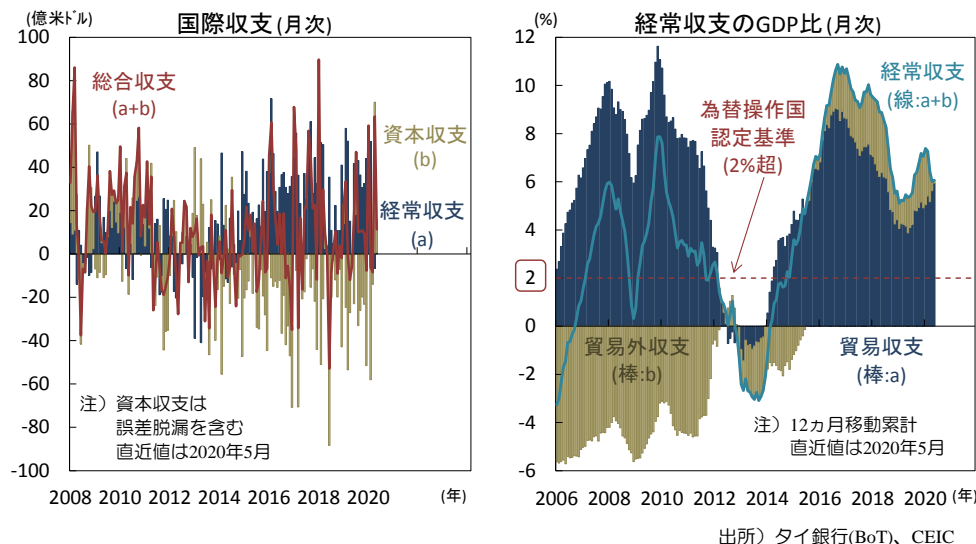 (億米ドル)
国際収支(月次)
100
80
60
40
20
0
-20
-40
-60
-80
-100
総合収支
(a+b)
資本収支
(b)
経常収支
(a)
注）資本収支は
誤差脱漏を含む
直近値は2020年5月
2008 2010 2012 2014 2016 2018 2020 (年)
(%)
経常収支のGDP比(月次)
12
10
8
6
4
2
0
-2
-4
-6
経常収支
(線:a+b)
為替操作国
認定基準
(2%超)
貿易外収支
(棒:b)
貿易収支
(棒:a)
注）12ヵ月移動累計
直近値は2020年5月
2006 2008 2010 2012 2014 2016 2018 2020 (年)
出所）タイ銀行(BoT)、CEIC